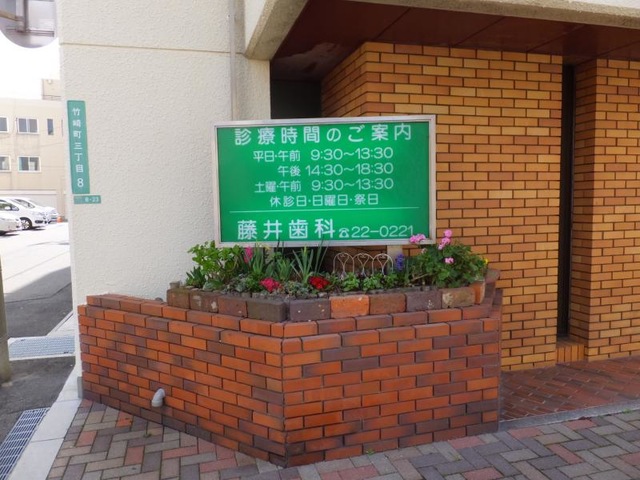 竹崎町三丁目
8
8-23
診療時間のご案内
平日・午前 9:30～13:30
午後 14:30～18:30
土曜・午前 9:30～13:30
休診日・日曜日・祭日
藤井歯科 ☎22-0221